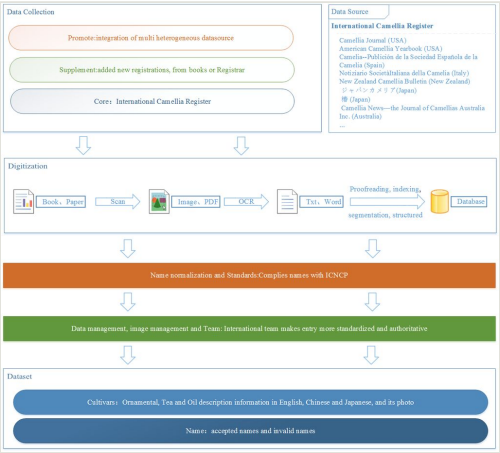 Data Collection
Promote:integration of multi heterogeneous datasource
Supplement:added new registrations, from books or Registrar
Core：International Camellia Register
Data Source
International Camellia Register
Camellia Journal (USA)
American Camellia Yearbook (USA)
Camelia--Publición de la Sociedad Española de la
Camelia (Spain)
Notiziario SocietàItaliana della Camelia (Italy)
New Zealand Camellia Bulletin (New Zealand)
ジャパンカメリア(Japan)
椿 (Japan)
Camellia News—the Journal of Camellias Australia
Inc. (Australia)
...
Digitization
Book、Paper
Scan
Image、PDF
OCR
Txt、Word
Proofreading, indexing,
segmentation, structured
Database
Name normalization and Standards:Complies names with ICNCP
Data management, image management and Team: International team makes entry more standardized and authoritative
Dataset
Cultivars：Ornamental, Tea and Oil description information in English, Chinese and Japanese, and its photo
Name：accepted names and invalid names